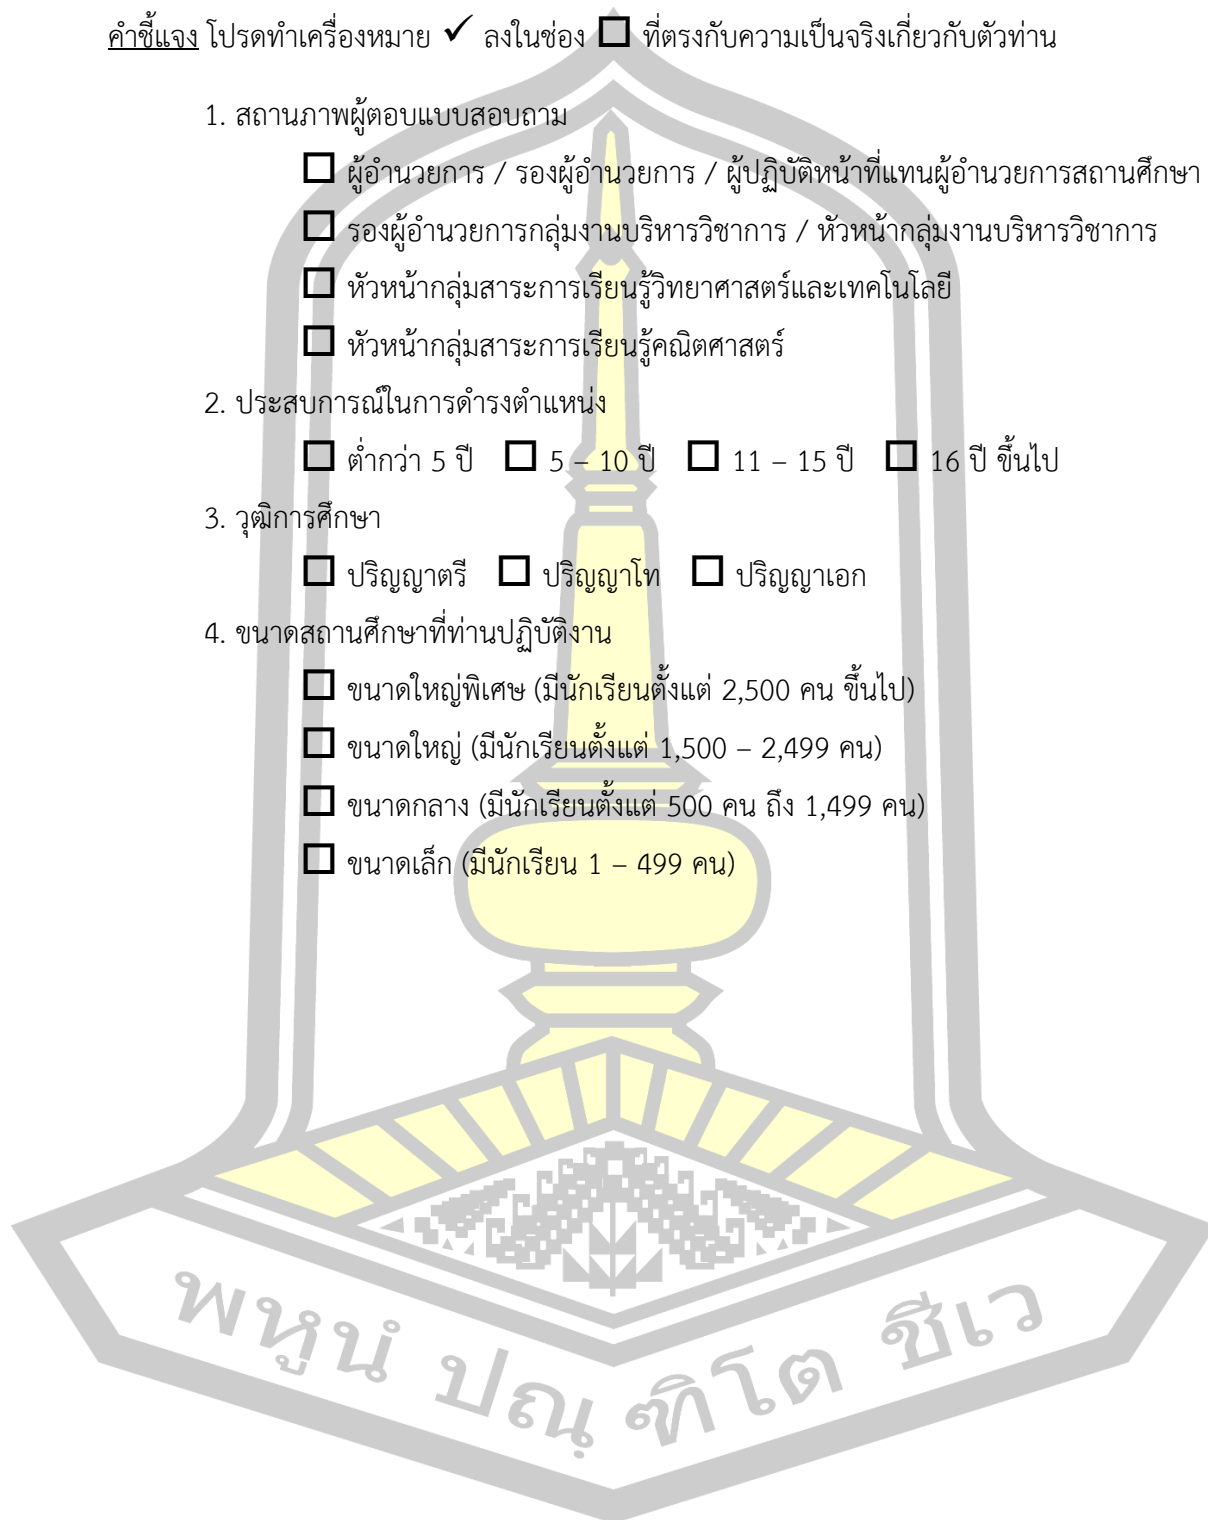 คำชี้แจง โปรดทำเครื่องหมาย ✓ ลงในช่อง ☐ ที่ตรงกับความเป็นจริงเกี่ยวกับตัวท่าน
1. สถานภาพผู้ตอบแบบสอบถาม
☐ ผู้อำนวยการ / รองผู้อำนวยการ / ผู้ปฏิบัติหน้าที่แทนผู้อำนวยการสถานศึกษา
☐ รองผู้อำนวยการกลุ่มงานบริหารวิชาการ / หัวหน้ากลุ่มงานบริหารวิชาการ
☐ หัวหน้ากลุ่มสาระการเรียนรู้วิทยาศาสตร์และเทคโนโลยี
☐ หัวหน้ากลุ่มสาระการเรียนรู้คณิตศาสตร์
2. ประสบการณ์ในการดำรงตำแหน่ง
☐ ต่ำกว่า 5 ปี ☐ 5 – 10 ปี ☐ 11 – 15 ปี ☐ 16 ปี ขึ้นไป
3. วุฒิการศึกษา
☐ ปริญญาตรี ☐ ปริญญาโท ☐ ปริญญาเอก
4. ขนาดสถานศึกษาที่ท่านปฏิบัติงาน
☐ ขนาดใหญ่พิเศษ (มีนักเรียนตั้งแต่ 2,500 คน ขึ้นไป)
☐ ขนาดใหญ่ (มีนักเรียนตั้งแต่ 1,500 – 2,499 คน)
☐ ขนาดกลาง (มีนักเรียนตั้งแต่ 500 คน ถึง 1,499 คน)
☐ ขนาดเล็ก (มีนักเรียน 1 – 499 คน)
พหูนํ ปณฺฑิโต ชีเว